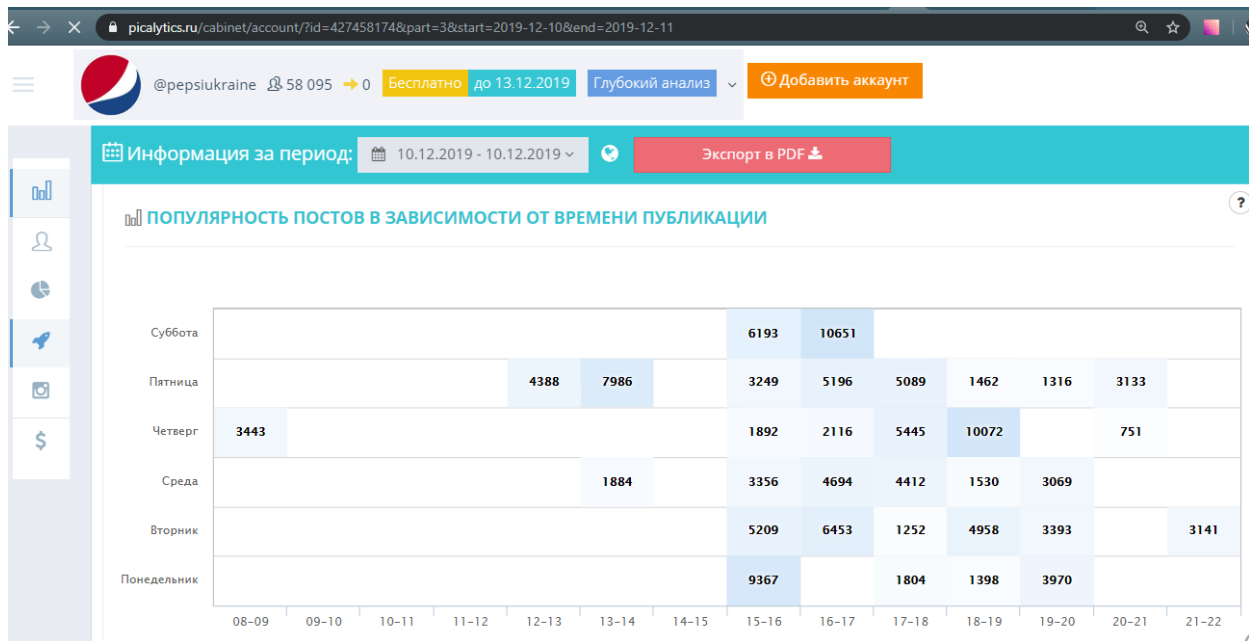 picalytics.ru/cabinet/account/?id=427458174&part=3&start=2019-12-10&end=2019-12-11
@pepsiukraine 58 095 → 0 Бесплатно до 13.12.2019 Глубокий анализ Добавить аккаунт
Информация за период: 10.12.2019 - 10.12.2019 Экспорт в PDF
?
ПОПУЛЯРНОСТЬ ПОСТОВ В ЗАВИСИМОСТИ ОТ ВРЕМЕНИ ПУБЛИКАЦИИ
Суббота 6193 10651
Пятница 4388 7986 3249 5196 5089 1462 1316 3133
Четверг 3443 1892 2116 5445 10072 751
Среда 1884 3356 4694 4412 1530 3069
Вторник 5209 6453 1252 4958 3393 3141
Понедельник 9367 1804 1398 3970
08-09 09-10 10-11 11-12 12-13 13-14 14-15 15-16 16-17 17-18 18-19 19-20 20-21 21-22